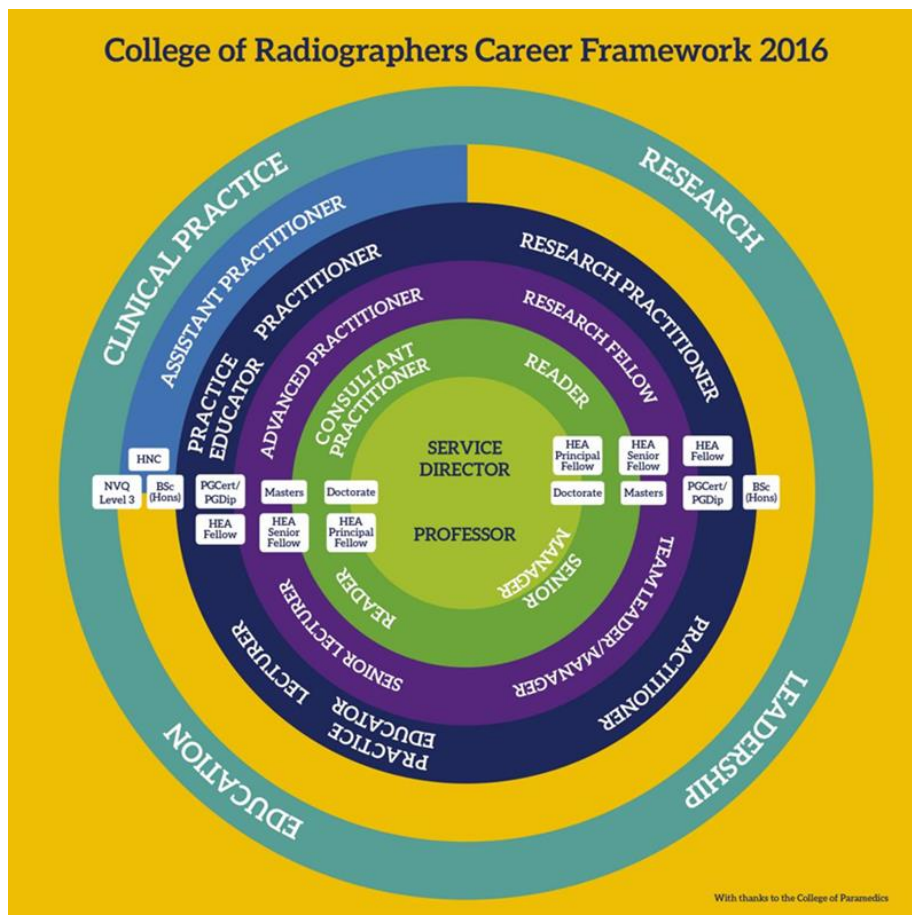 College of Radiographers Career Framework 2016
CLINICAL PRACTICE
RESEARCH
ASSISTANT PRACTITIONER
PRACTITIONER
RESEARCH PRACTITIONER
PRACTICE
EDUCATOR
ADVANCED PRACTITIONER
RESEARCH FELLOW
CONSULTANT
PRACTITIONER
READER
SERVICE
DIRECTOR
PROFESSOR
HNC
NVQ
Level 3
BSc
(Hons)
PGCert/
PGDip
Masters
Doctorate
HEA
Fellow
HEA
Senior
Fellow
HEA
Principal
Fellow
HEA
Principal
Fellow
HEA
Senior
Fellow
HEA
Fellow
Doctorate
Masters
PGCert/
PGDip
BSc
(Hons)
READER
SENIOR
MANAGER
SENIOR LECTURER
TEAM LEADER/MANAGER
LECTURER
PRACTICE
EDUCATOR
PRACTITIONER
EDUCATION
LEADERSHIP
With thanks to the College of Paramedics